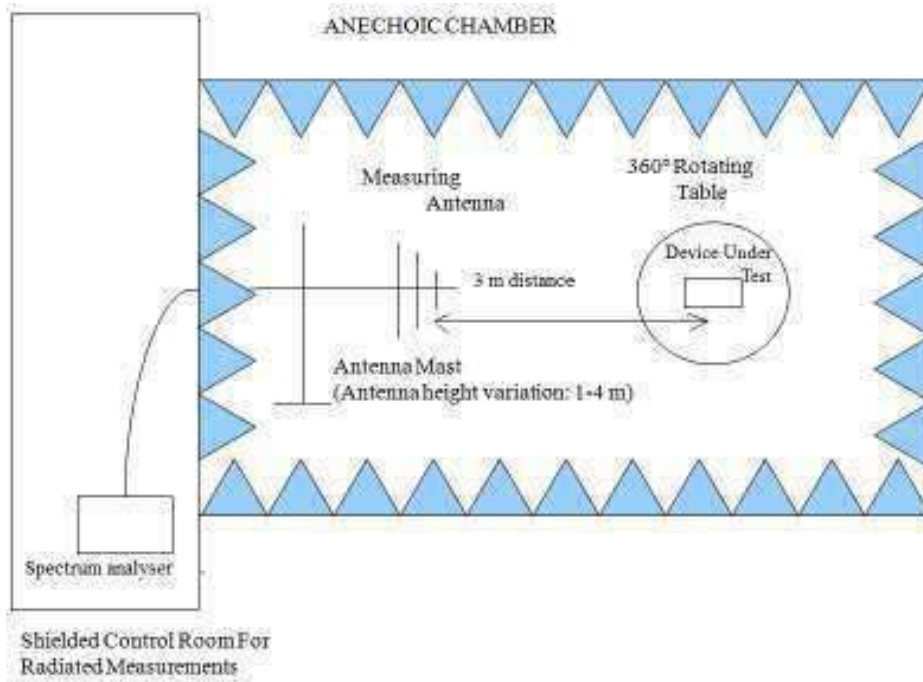 ANECHOIC CHAMBER
Measuring
Antenna
360° Rotating
Table
Device Under
Test
3 m distance
Antenna Mast
(Antenna height variation: 1-4 m)
Spectrum analyser
Shielded Control Room For
Radiated Measurements